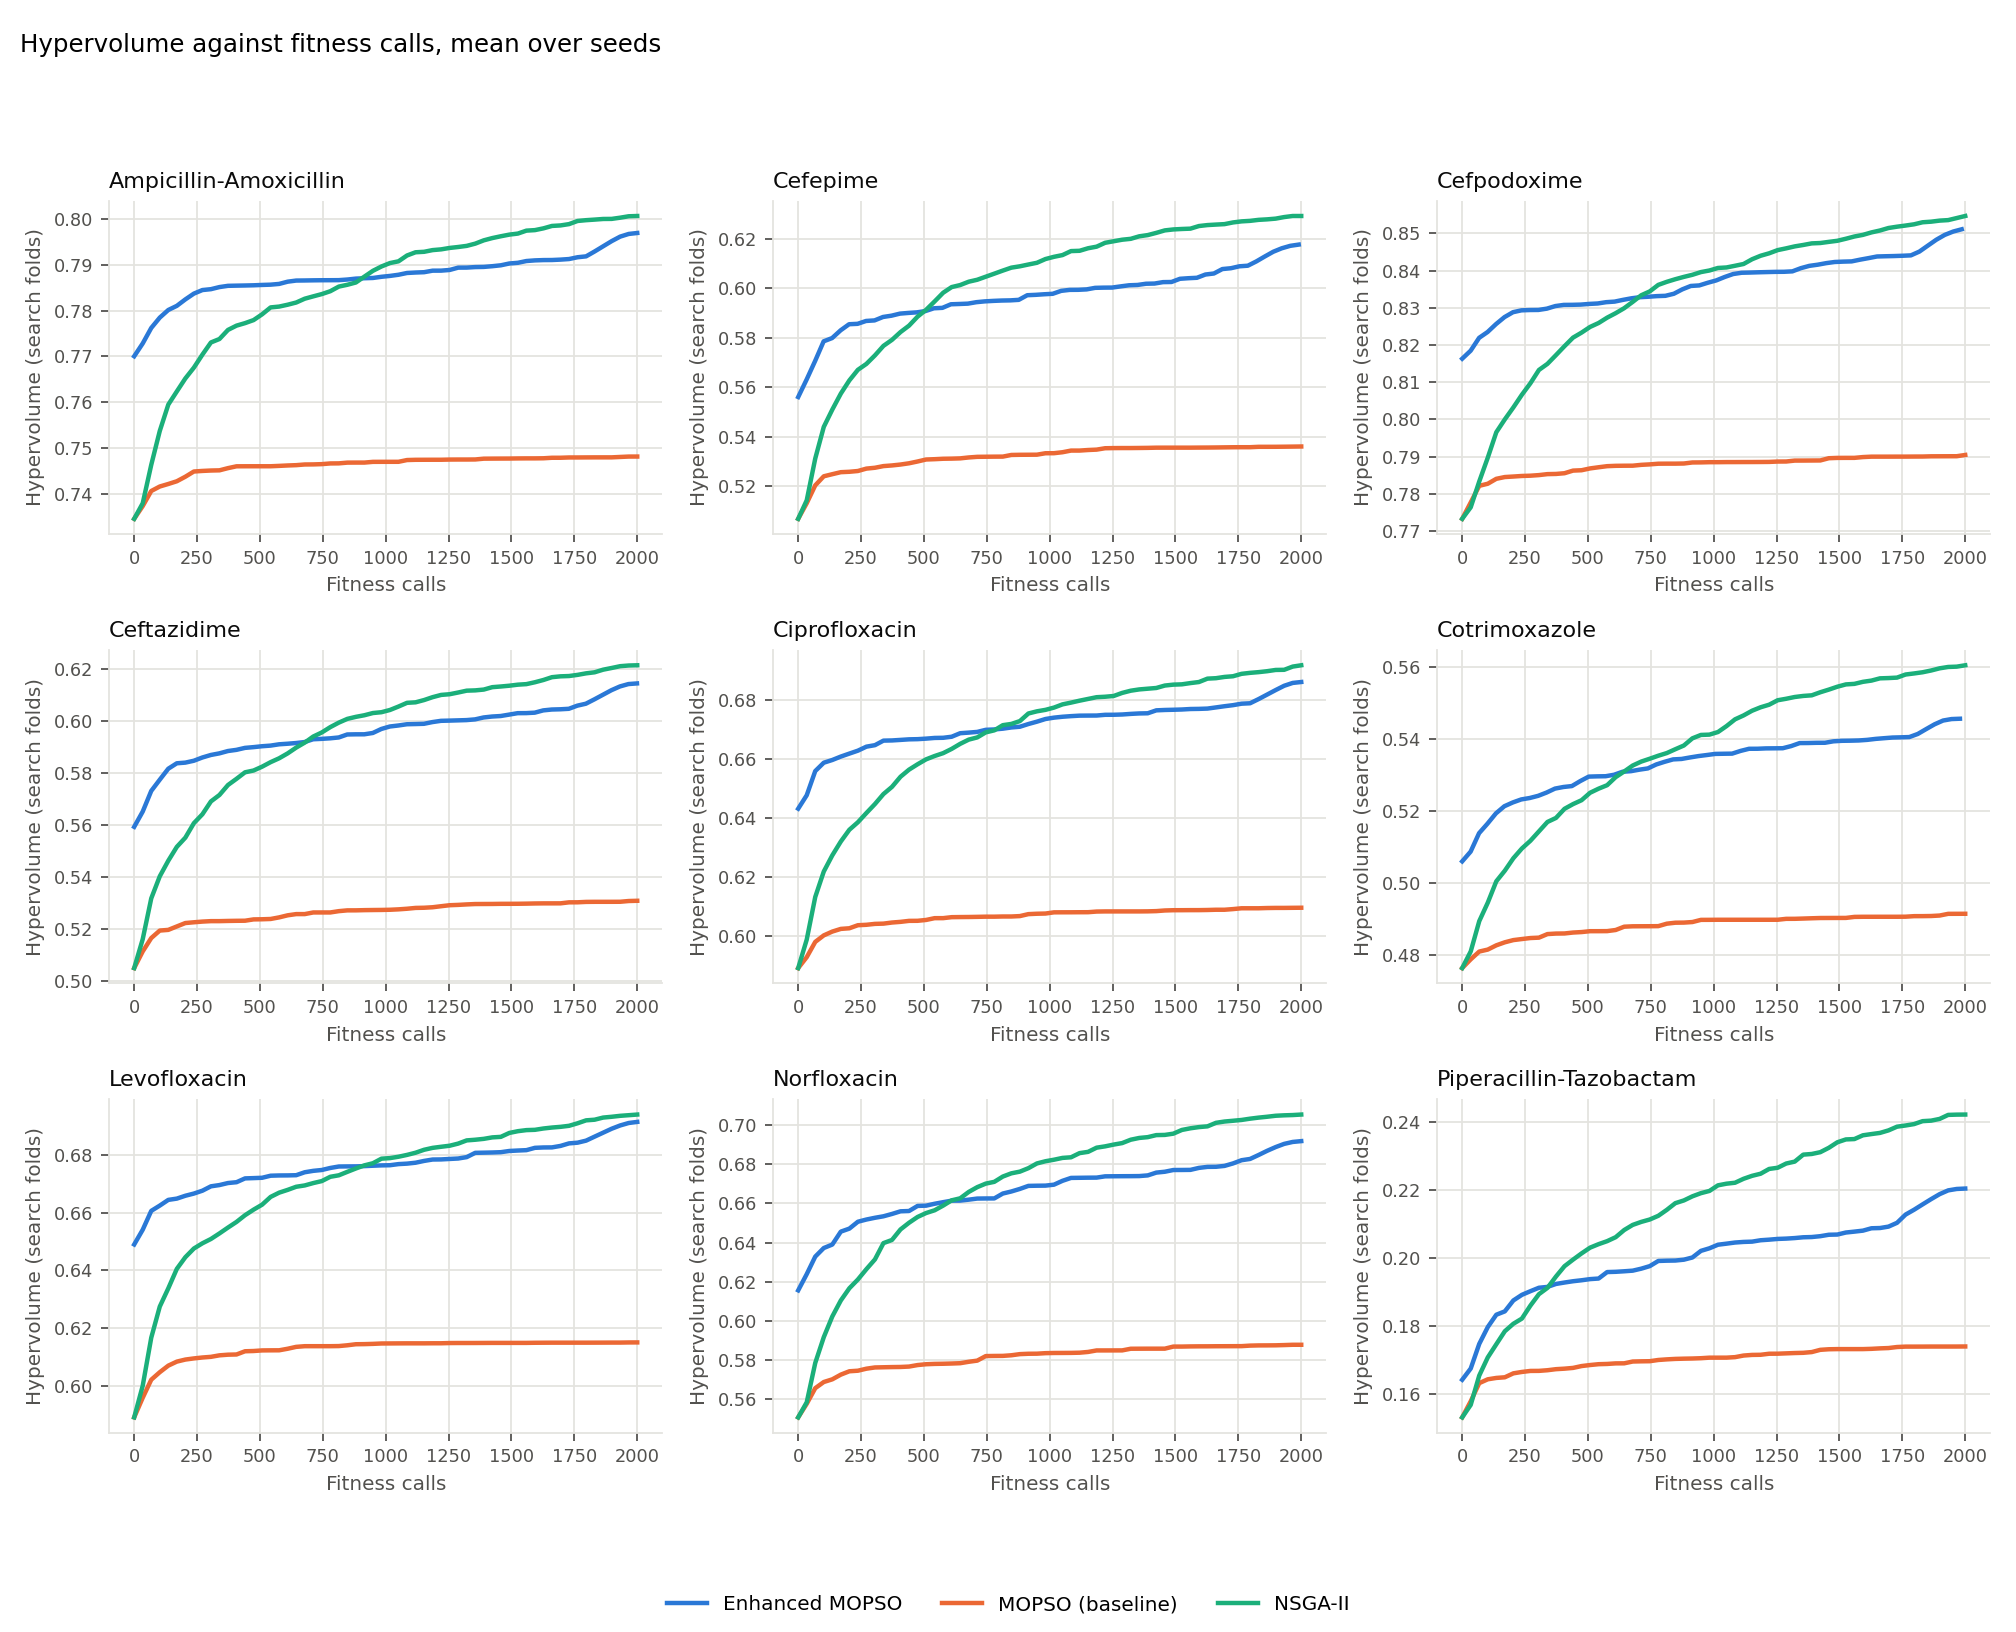 Hypervolume against fitness calls, mean over seeds
Ampicillin-Amoxicillin
Hypervolume (search folds)
0.80
0.79
0.78
0.77
0.76
0.75
0.74
0 250 500 750 1000 1250 1500 1750 2000
Fitness calls
Cefepime
Hypervolume (search folds)
0.62
0.60
0.58
0.56
0.54
0.52
0 250 500 750 1000 1250 1500 1750 2000
Fitness calls
Cefpodoxime
Hypervolume (search folds)
0.85
0.84
0.83
0.82
0.81
0.80
0.79
0.78
0.77
0 250 500 750 1000 1250 1500 1750 2000
Fitness calls
Ceftazidime
Hypervolume (search folds)
0.62
0.60
0.58
0.56
0.54
0.52
0.50
0 250 500 750 1000 1250 1500 1750 2000
Fitness calls
Ciprofloxacin
Hypervolume (search folds)
0.68
0.66
0.64
0.62
0.60
0 250 500 750 1000 1250 1500 1750 2000
Fitness calls
Cotrimoxazole
Hypervolume (search folds)
0.56
0.54
0.52
0.50
0.48
0 250 500 750 1000 1250 1500 1750 2000
Fitness calls
Levofloxacin
Hypervolume (search folds)
0.68
0.66
0.64
0.62
0.60
0 250 500 750 1000 1250 1500 1750 2000
Fitness calls
Norfloxacin
Hypervolume (search folds)
0.70
0.68
0.66
0.64
0.62
0.60
0.58
0.56
0 250 500 750 1000 1250 1500 1750 2000
Fitness calls
Piperacillin-Tazobactam
Hypervolume (search folds)
0.24
0.22
0.20
0.18
0.16
0 250 500 750 1000 1250 1500 1750 2000
Fitness calls
Enhanced MOPSO MOPSO (baseline) NSGA-II